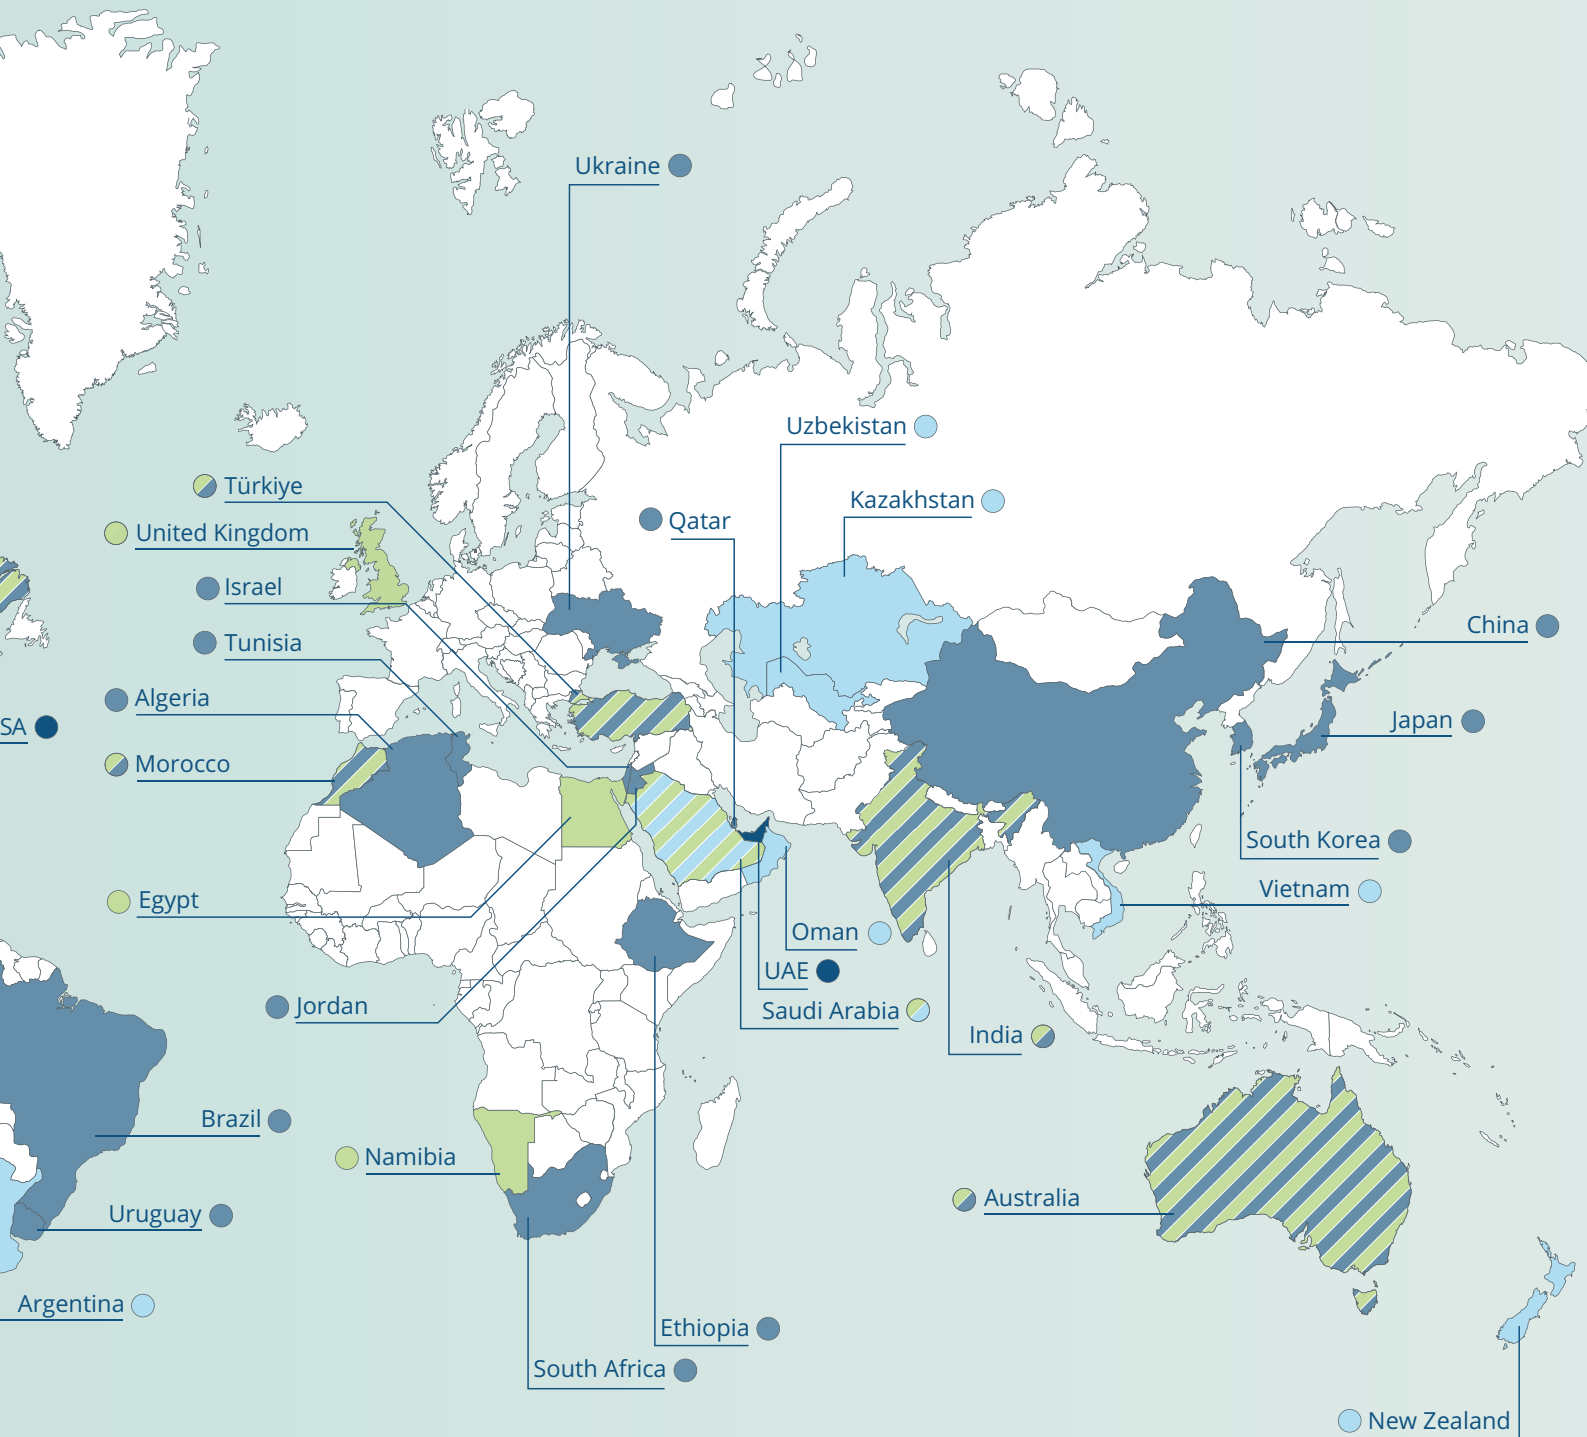 Ukraine
Uzbekistan
Türkiye
Kazakhstan
Qatar
United Kingdom
Israel
China
Tunisia
Algeria
Japan
SA
Morocco
South Korea
Vietnam
Egypt
Oman
UAE
Jordan
Saudi Arabia
India
Brazil
Namibia
Australia
Uruguay
Argentina
Ethiopia
South Africa
New Zealand